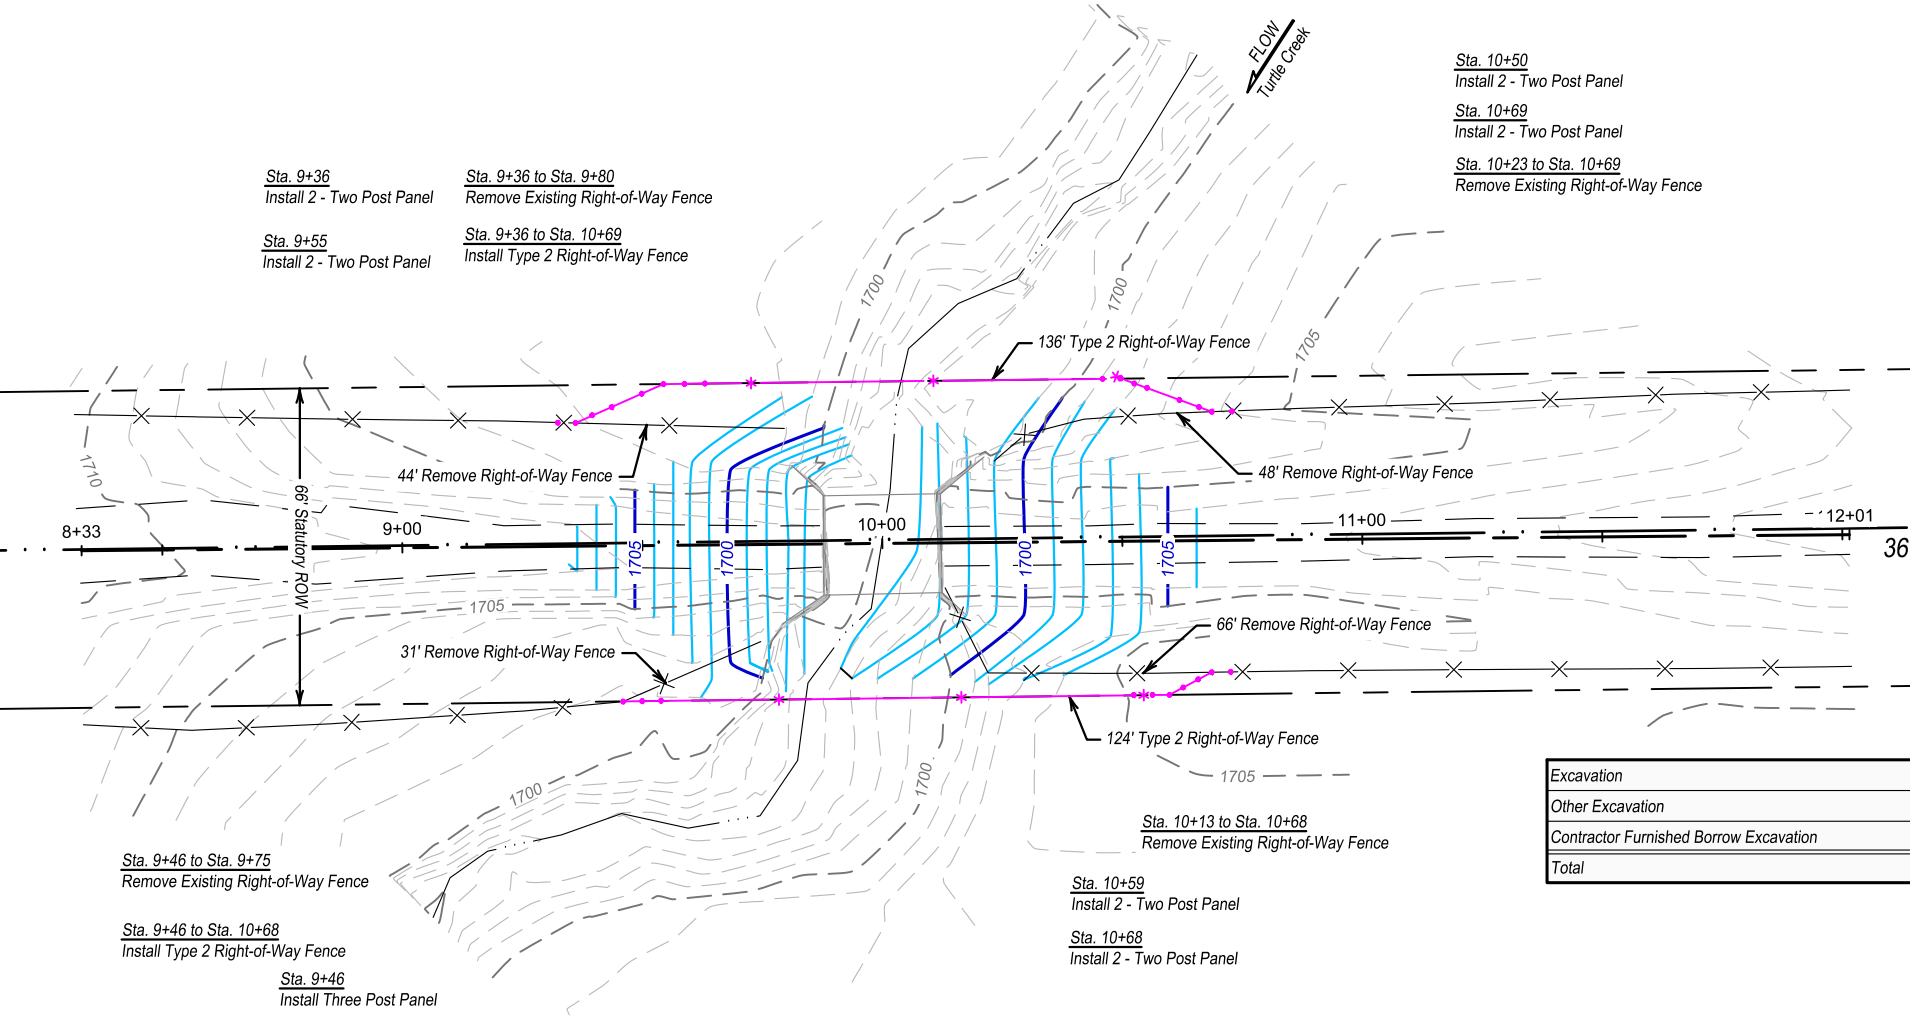 FLOW
Turtle Creek
Sta. 10+50
Install 2 - Two Post Panel
Sta. 10+69
Install 2 - Two Post Panel
Sta. 10+23 to Sta. 10+69
Remove Existing Right-of-Way Fence
Sta. 9+36
Install 2 - Two Post Panel
Sta. 9+36 to Sta. 9+80
Remove Existing Right-of-Way Fence
Sta. 9+55
Install 2 - Two Post Panel
Sta. 9+36 to Sta. 10+69
Install Type 2 Right-of-Way Fence
1700
1700
1705
136' Type 2 Right-of-Way Fence
1710
44' Remove Right-of-Way Fence
48' Remove Right-of-Way Fence
66' Statutory ROW
8+33
9+00
10+00
11+00
12+01
36
1705
1700
1700
1705
1705
31' Remove Right-of-Way Fence
66' Remove Right-of-Way Fence
124' Type 2 Right-of-Way Fence
1705
1700
1700
Excavation
Other Excavation
Contractor Furnished Borrow Excavation
Total
Sta. 10+13 to Sta. 10+68
Remove Existing Right-of-Way Fence
Sta. 9+46 to Sta. 9+75
Remove Existing Right-of-Way Fence
Sta. 10+59
Install 2 - Two Post Panel
Sta. 9+46 to Sta. 10+68
Install Type 2 Right-of-Way Fence
Sta. 10+68
Install 2 - Two Post Panel
Sta. 9+46
Install Three Post Panel